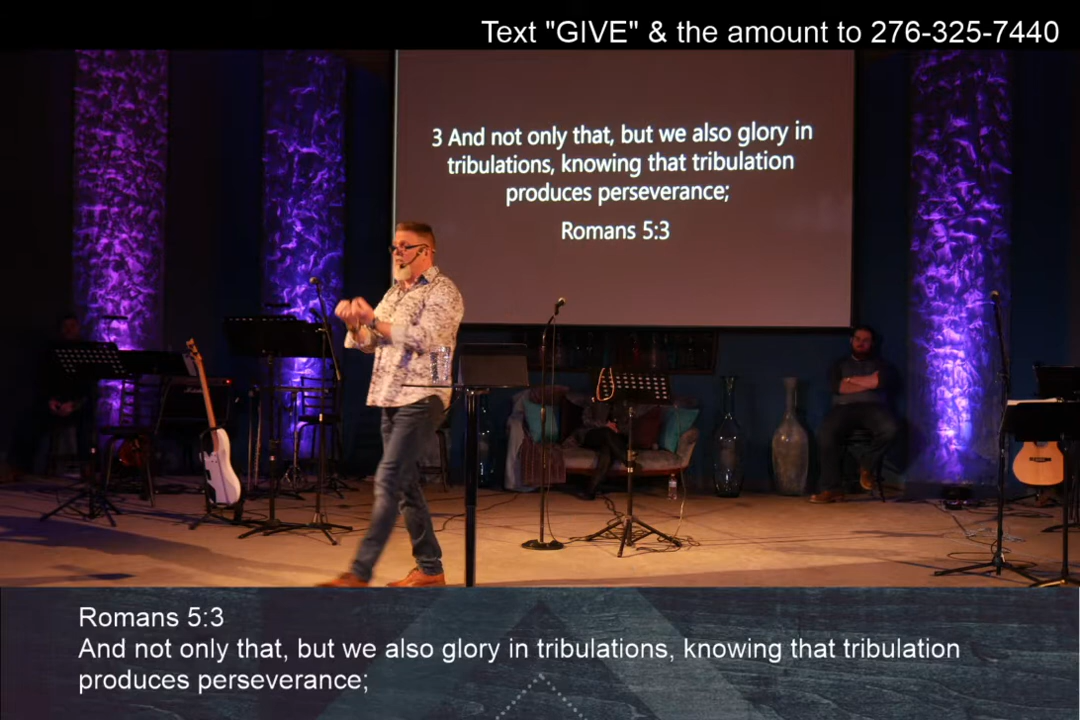 Text "GIVE" & the amount to 276-325-7440
3 And not only that, but we also glory in
tribulations, knowing that tribulation
produces perseverance;
Romans 5:3
Romans 5:3
And not only that, but we also glory in tribulations, knowing that tribulation
produces perseverance;